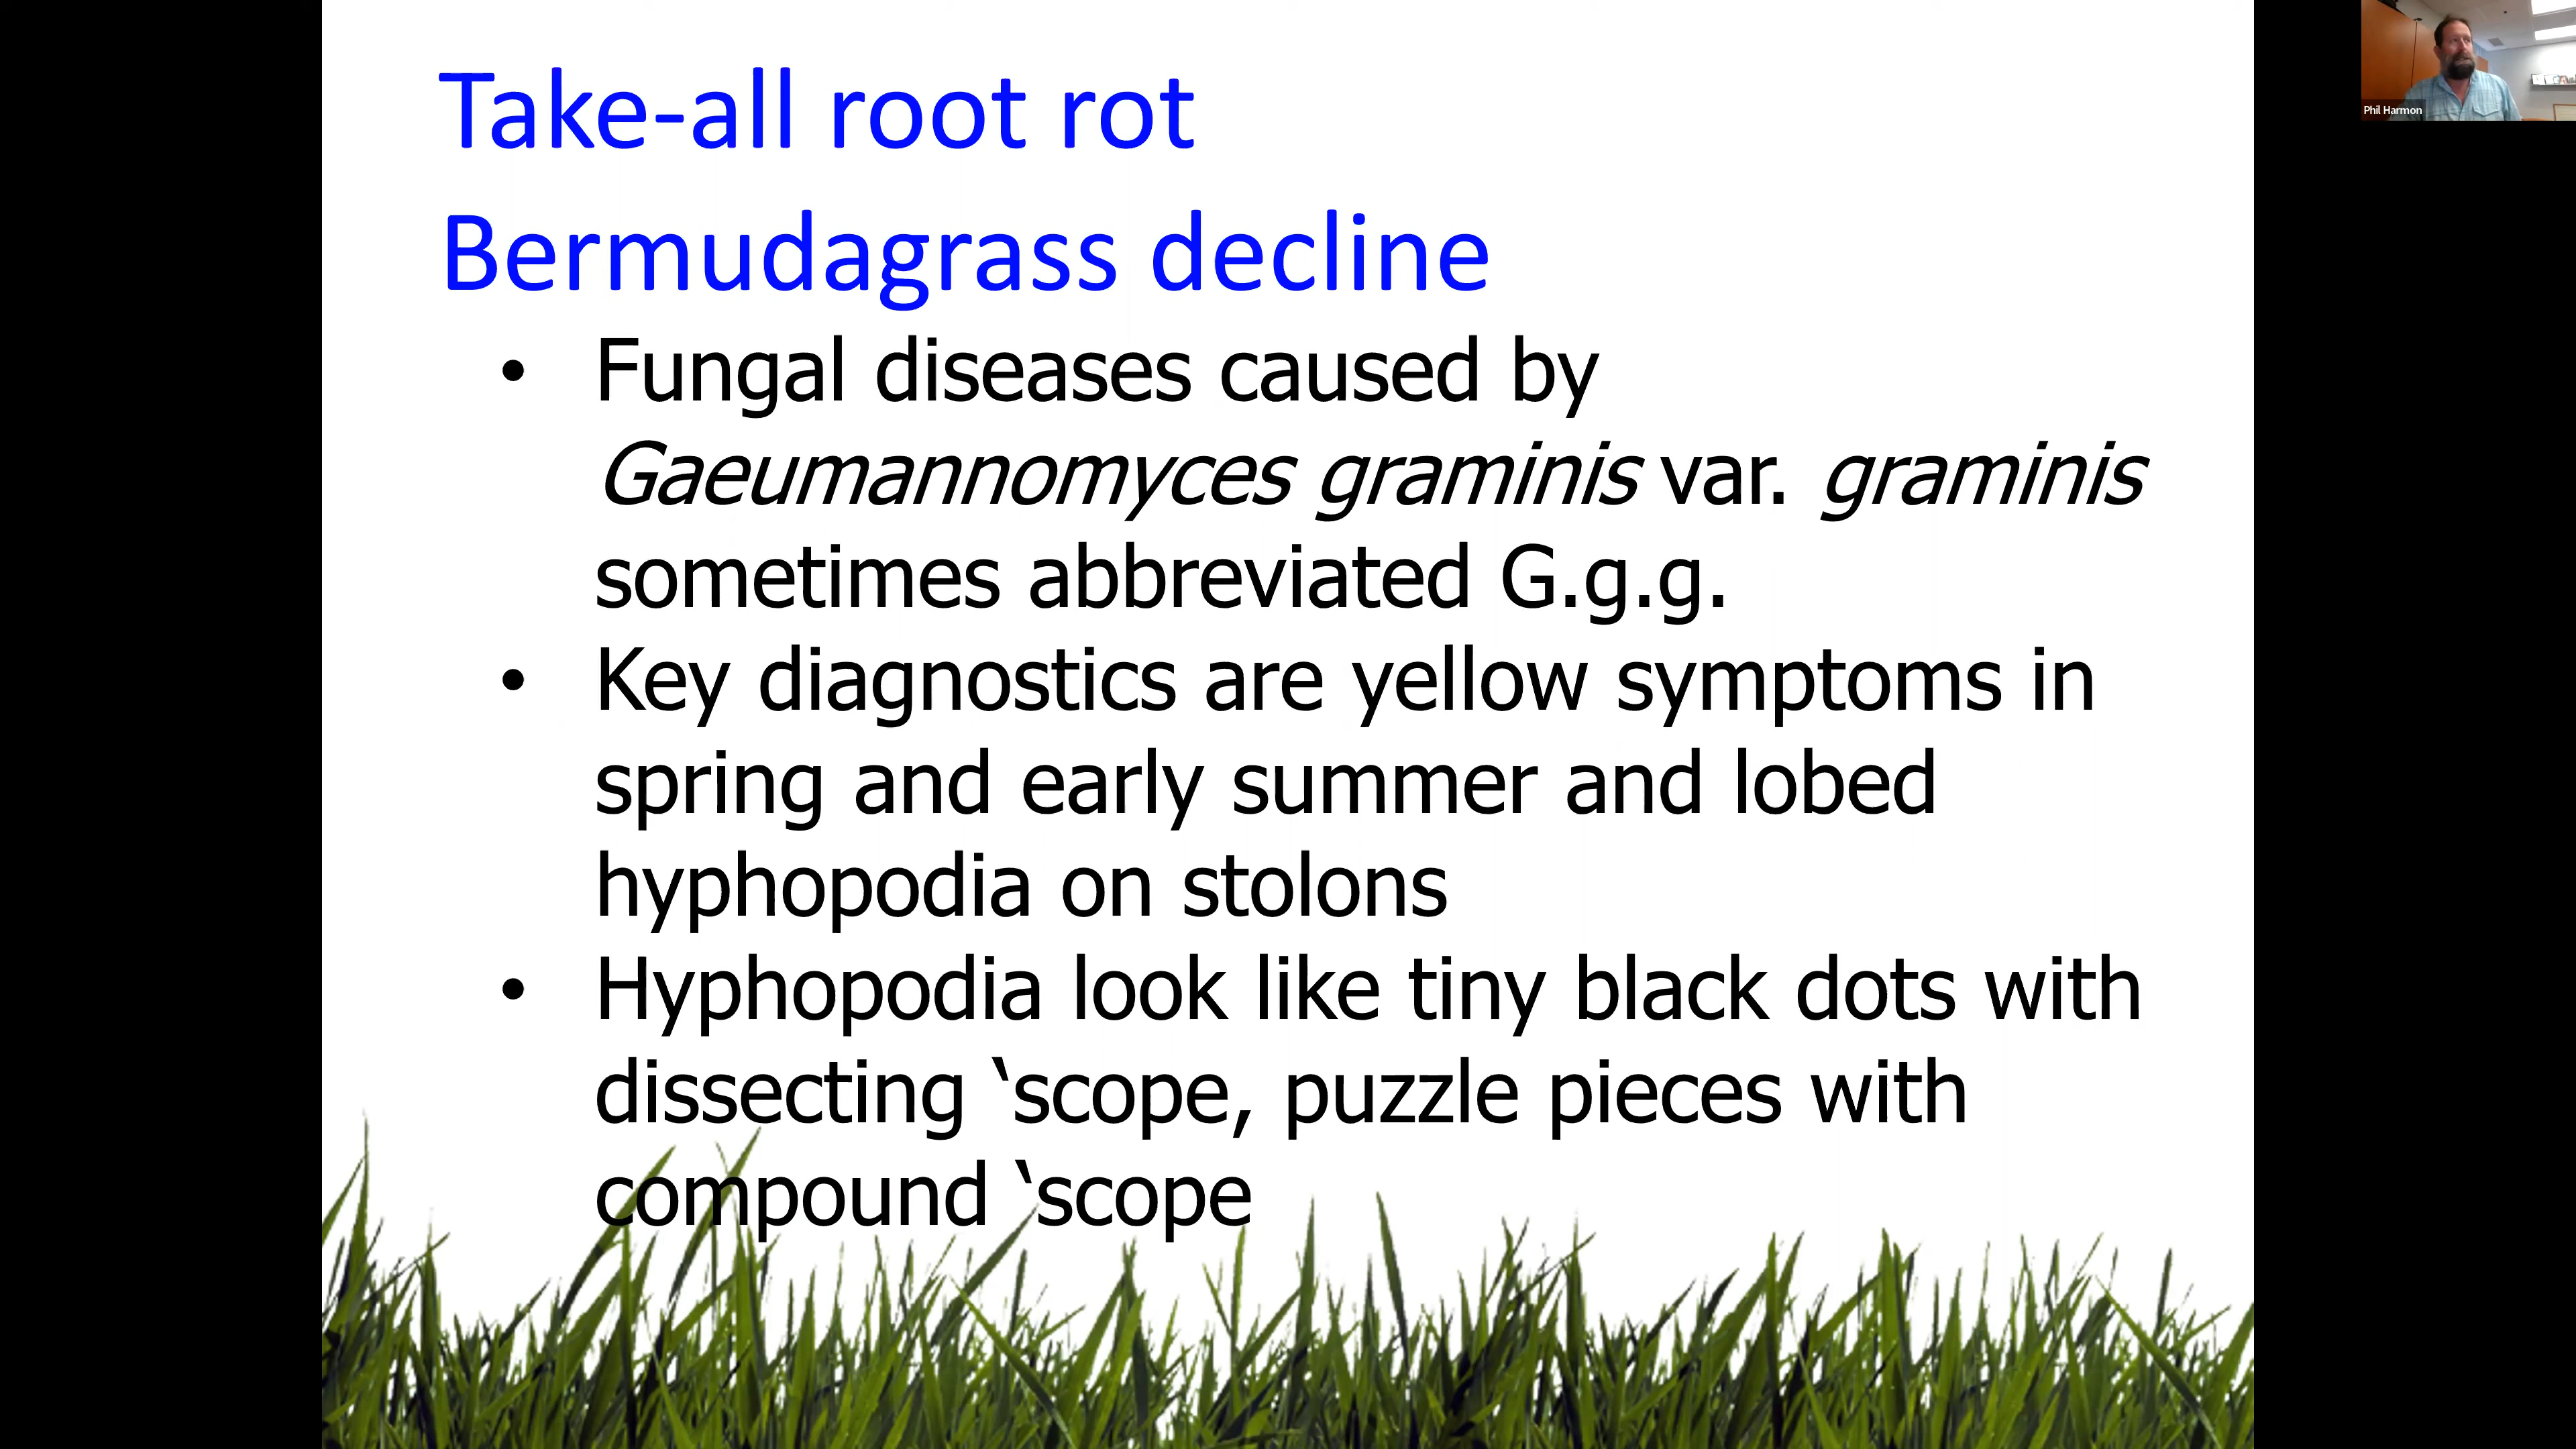 Take-all root rot
Bermudagrass decline
• Fungal diseases caused by
Gaeumannomyces graminis var. graminis
sometimes abbreviated G.g.g.
• Key diagnostics are yellow symptoms in
spring and early summer and lobed
hyphopodia on stolons
• Hyphopodia look like tiny black dots with
dissecting ‘scope, puzzle pieces with
compound ‘scope
Phil Harmon